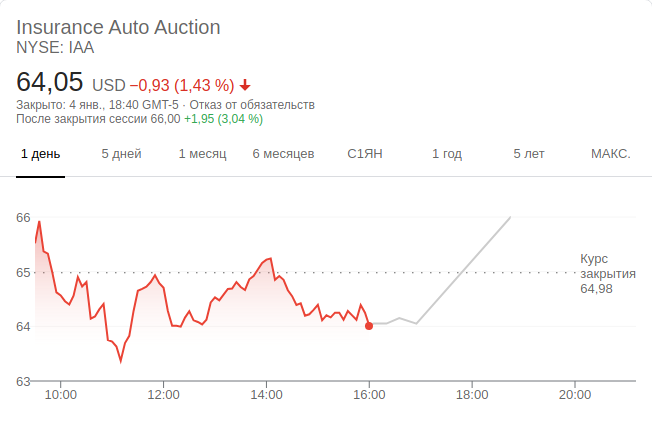 Insurance Auto Auction
NYSE: IAA
64,05 USD −0,93 (1,43 %)
Закрыто: 4 янв., 18:40 GMT-5 · Отказ от обязательств
После закрытия сессии 66,00 +1,95 (3,04 %)
1 день 5 дней 1 месяц 6 месяцев С1ЯН 1 год 5 лет МАКС.
66
65
64
63
Курс
закрытия
64,98
10:00 12:00 14:00 16:00 18:00 20:00